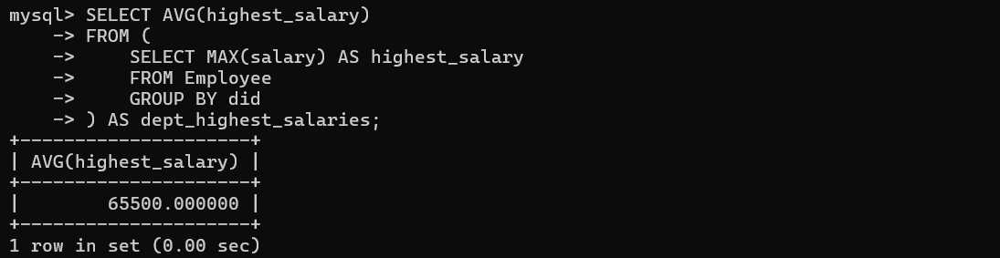 mysql> SELECT AVG(highest_salary)
    -> FROM (
    ->     SELECT MAX(salary) AS highest_salary
    ->     FROM Employee
    ->     GROUP BY did
    -> ) AS dept_highest_salaries;
+---------------------+
| AVG(highest_salary) |
+---------------------+
|        65500.000000 |
+---------------------+
1 row in set (0.00 sec)